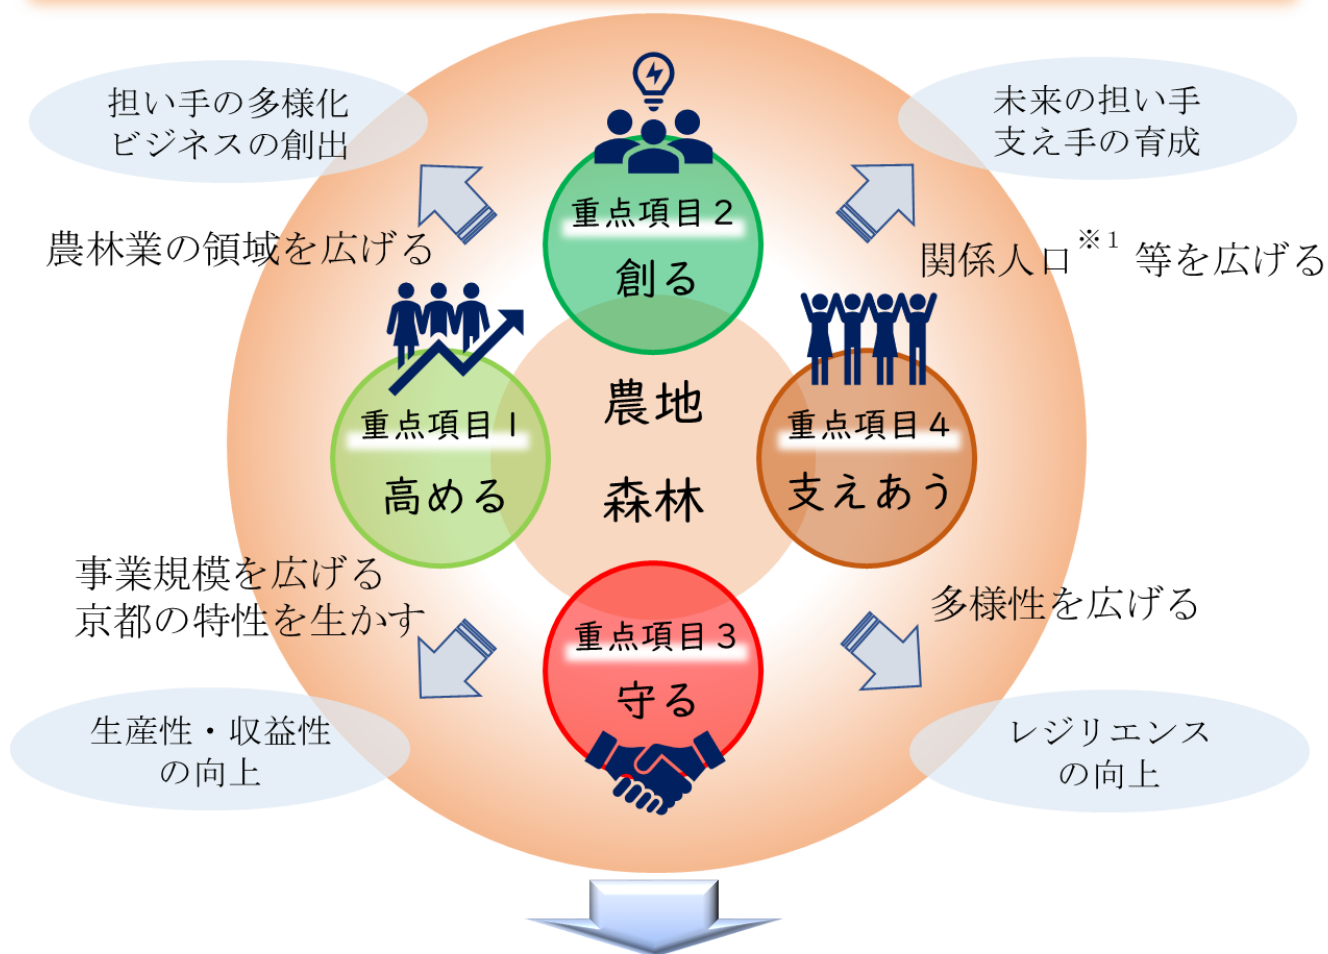 担い手の多様化
ビジネスの創出
未来の担い手
支え手の育成
農林業の領域を広げる
関係人口※1 等を広げる
重点項目2
創る
重点項目1
高める
農地
森林
重点項目4
支えあう
事業規模を広げる
京都の特性を生かす
多様性を広げる
重点項目3
守る
生産性・収益性
の向上
レジリエンス
の向上